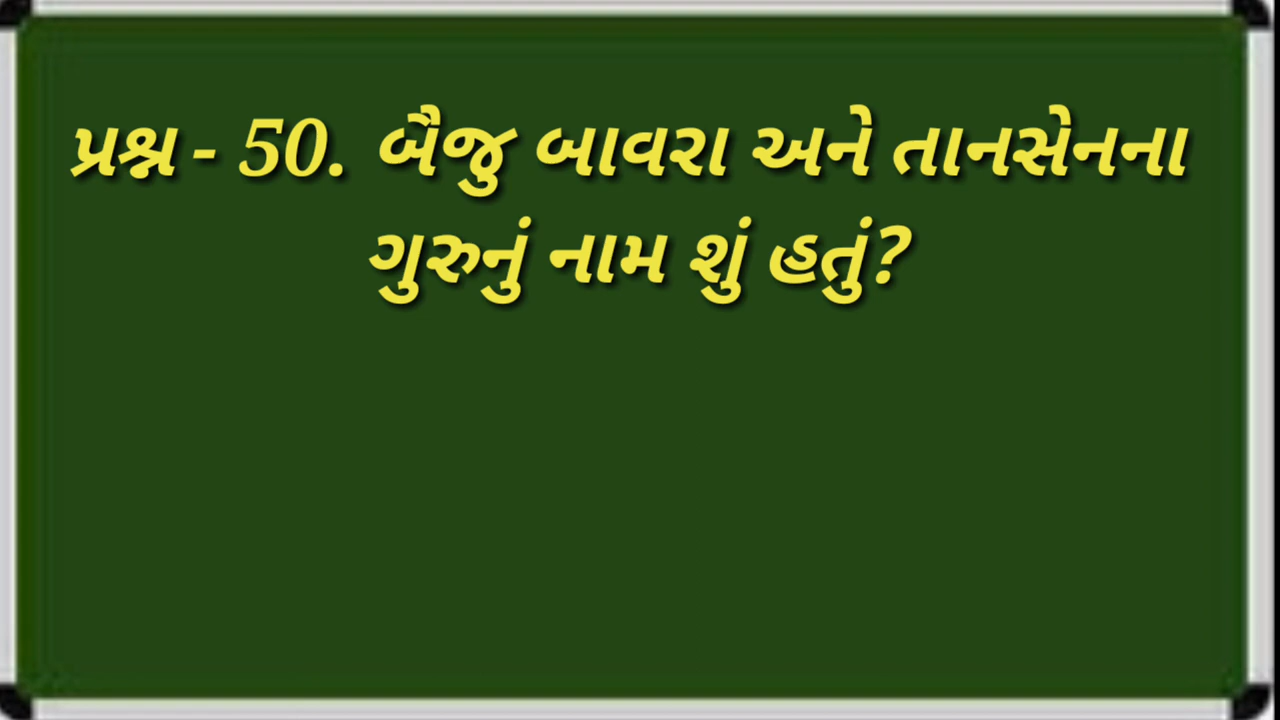 પ્રશ્ન - 50. બૈજુ બાવરા અને તાનસેનના
ગુરુનું નામ શું હતું?